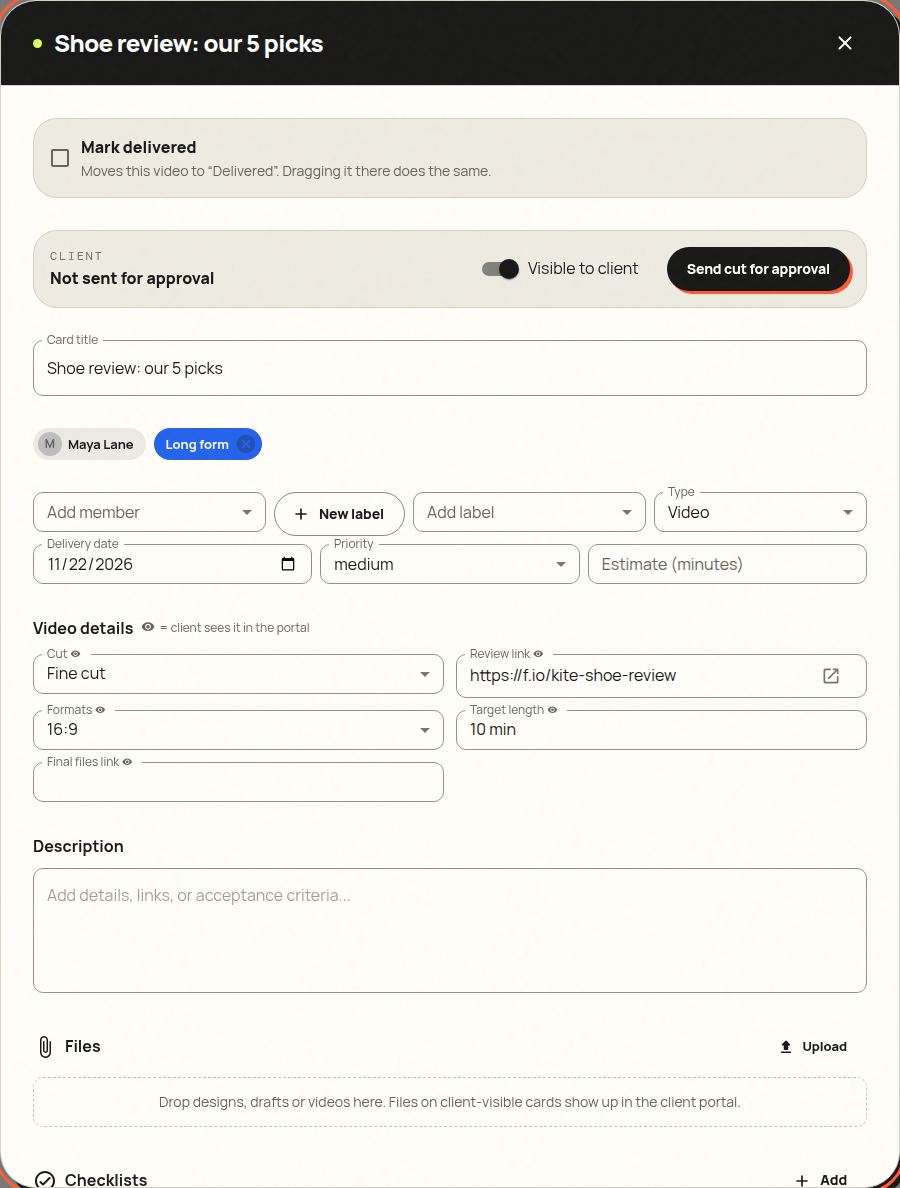 Shoe review: our 5 picks
Mark delivered
Moves this video to “Delivered”. Dragging it there does the same.
CLIENT
Not sent for approval
Visible to client
Send cut for approval
Card title
Shoe review: our 5 picks
M Maya Lane
Long form
Add member
New label
Add label
Type
Video
Delivery date
11/22/2026
Priority
medium
Estimate (minutes)
Video details = client sees it in the portal
Cut
Fine cut
Review link
https://f.io/kite-shoe-review
Formats
16:9
Target length
10 min
Final files link
Description
Add details, links, or acceptance criteria...
Files
Upload
Drop designs, drafts or videos here. Files on client-visible cards show up in the client portal.
Checklists
Add